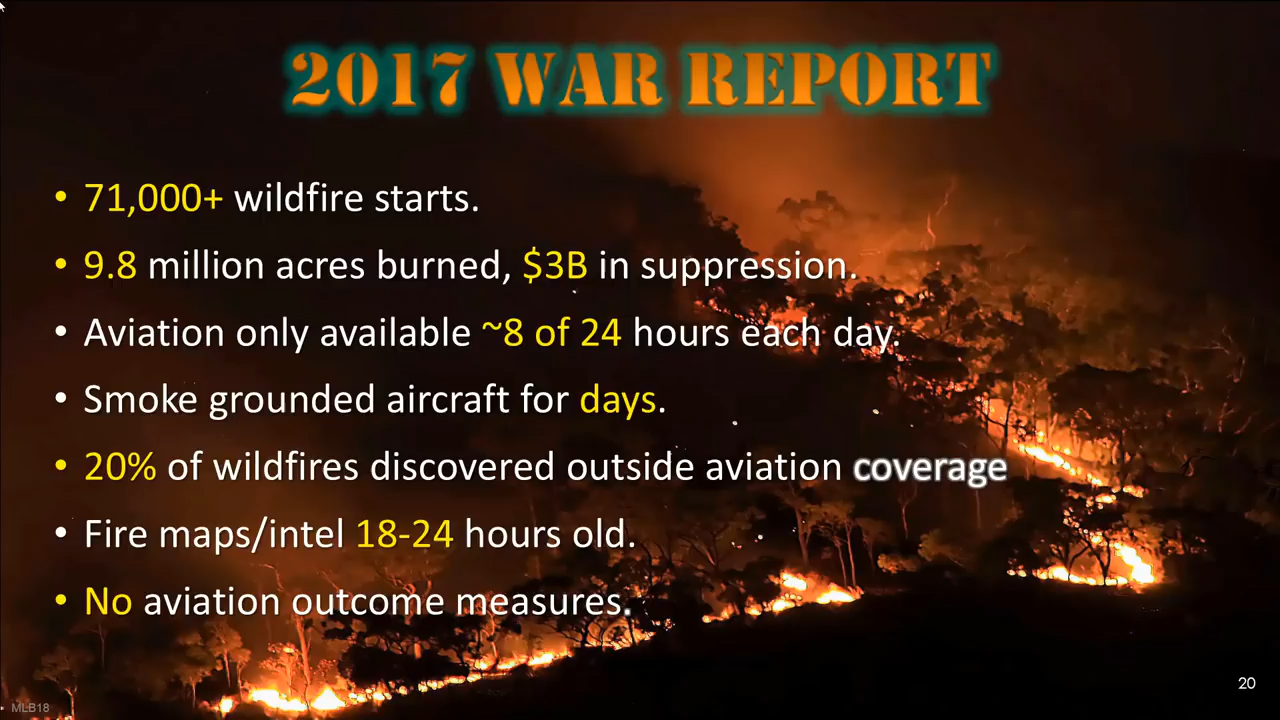 2017 WAR REPORT
• 71,000+ wildfire starts.
• 9.8 million acres burned, $3B in suppression.
• Aviation only available ~8 of 24 hours each day.
• Smoke grounded aircraft for days.
• 20% of wildfires discovered outside aviation coverage
• Fire maps/intel 18-24 hours old.
• No aviation outcome measures.
20
MLB18